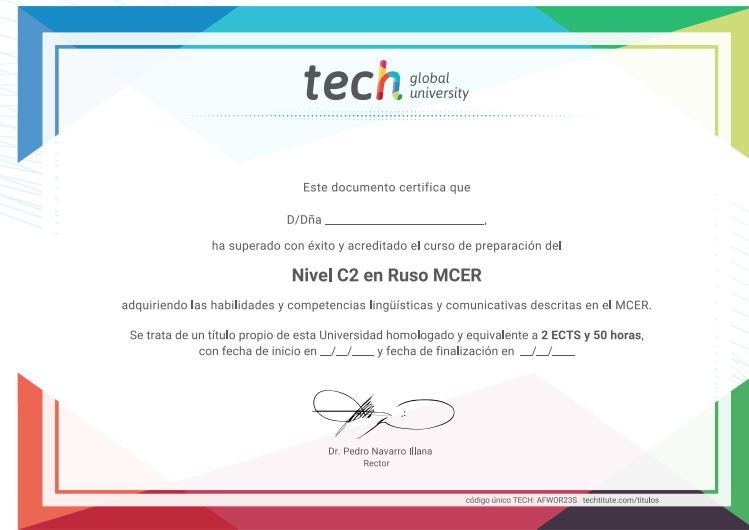 tech global university
Este documento certifica que
D/Dña ______________________,
ha superado con éxito y acreditado el curso de preparación del
Nivel C2 en Ruso MCER
adquiriendo las habilidades y competencias lingüísticas y comunicativas descritas en el MCER.
Se trata de un título propio de esta Universidad homologado y equivalente a 2 ECTS y 50 horas,
con fecha de inicio en __/__/____ y fecha de finalización en __/__/____
Dr. Pedro Navarro Illana
Rector
código único TECH: AFWOR23S techtitute.com/titulos